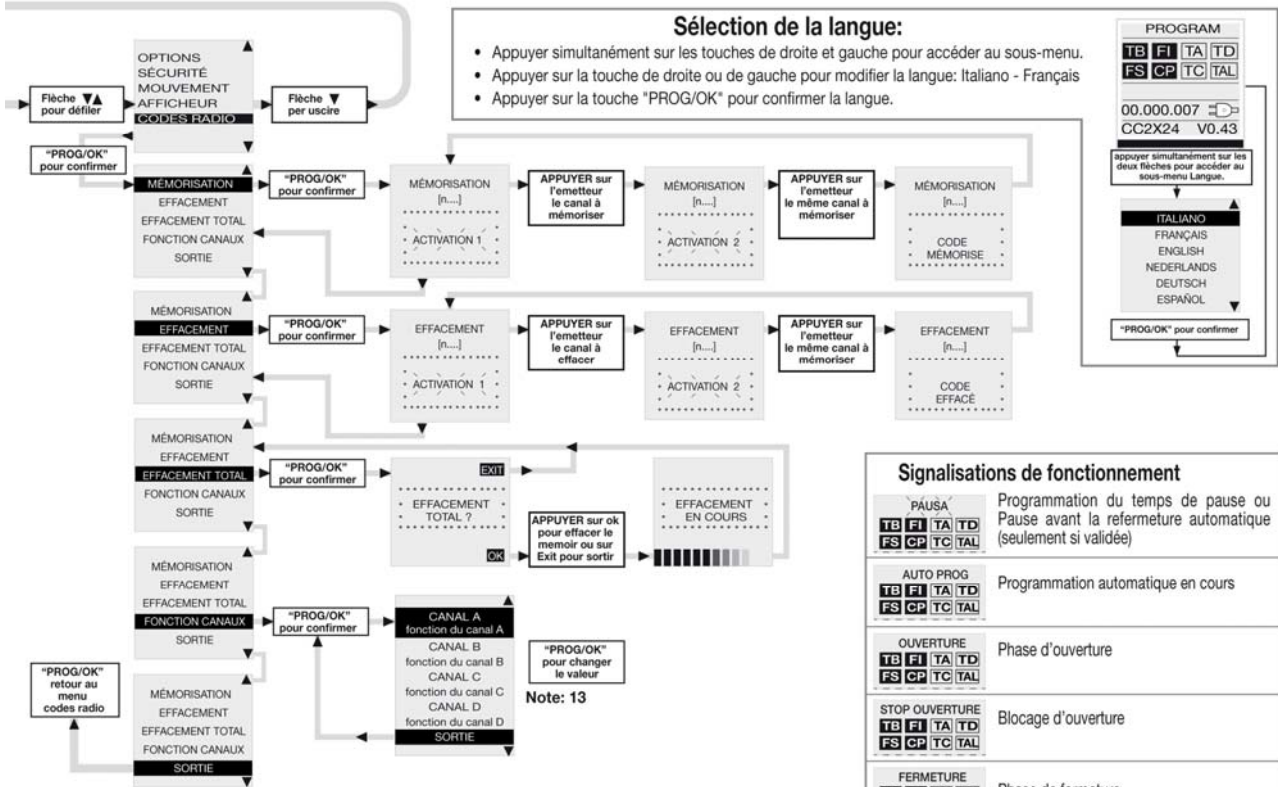 Sélection de la langue:
• Appuyer simultanément sur les touches de droite et gauche pour accéder au sous-menu.
• Appuyer sur la touche de droite ou de gauche pour modifier la langue: Italiano - Français
• Appuyer sur la touche "PROG/OK" pour confirmer la langue.
PROGRAM
TB FI TA TD
FS CP TC TAL
00.000.007
CC2X24 V0.43
appuyer simultanément sur les
deux flèches pour accéder au
sous-menu Langue.
ITALIANO
FRANÇAIS
ENGLISH
NEDERLANDS
DEUTSCH
ESPAÑOL
"PROG/OK" pour confirmer
Flèche ▼▲
pour défiler
OPTIONS
SÉCURITÉ
MOUVEMENT
AFFICHEUR
CODES RADIO
Flèche ▼
per uscire
"PROG/OK"
pour confirmer
MÉMORISATION
EFFACEMENT
EFFACEMENT TOTAL
FONCTION CANAUX
SORTIE
"PROG/OK"
pour confirmer
MÉMORISATION
[n....]
ACTIVATION 1
APPUYER sur
l'emetteur
le canal à
mémoriser
MÉMORISATION
[n....]
ACTIVATION 2
APPUYER sur
l'emetteur
le même canal à
mémoriser
MÉMORISATION
[n....]
CODE
MÉMORISE
MÉMORISATION
EFFACEMENT
EFFACEMENT TOTAL
FONCTION CANAUX
SORTIE
"PROG/OK"
pour confirmer
EFFACEMENT
[n....]
ACTIVATION 1
APPUYER sur
l'emetteur
le canal à
effacer
EFFACEMENT
[n....]
ACTIVATION 2
APPUYER sur
l'emetteur
le même canal à
mémoriser
EFFACEMENT
[n....]
CODE
EFFACÉ
MÉMORISATION
EFFACEMENT
EFFACEMENT TOTAL
FONCTION CANAUX
SORTIE
"PROG/OK"
pour confirmer
EXIT
EFFACEMENT
TOTAL ?
OK
APPUYER sur ok
pour effacer le
memoir ou sur
Exit pour sortir
EFFACEMENT
EN COURS
MÉMORISATION
EFFACEMENT
EFFACEMENT TOTAL
FONCTION CANAUX
SORTIE
"PROG/OK"
pour confirmer
CANAL A
fonction du canal A
CANAL B
fonction du canal B
CANAL C
fonction du canal C
CANAL D
fonction du canal D
SORTIE
"PROG/OK"
pour changer
le valeur
Note: 13
"PROG/OK"
retour au
menu
codes radio
MÉMORISATION
EFFACEMENT
EFFACEMENT TOTAL
FONCTION CANAUX
SORTIE
Signalisations de fonctionnement
PAUSA
TB FI TA TD
FS CP TC TAL
Programmation du temps de pause ou
Pause avant la refermeture automatique
(seulement si validée)
AUTO PROG
TB FI TA TD
FS CP TC TAL
Programmation automatique en cours
OUVERTURE
TB FI TA TD
FS CP TC TAL
Phase d'ouverture
STOP OUVERTURE
TB FI TA TD
FS CP TC TAL
Blocage d'ouverture
FERMETURE